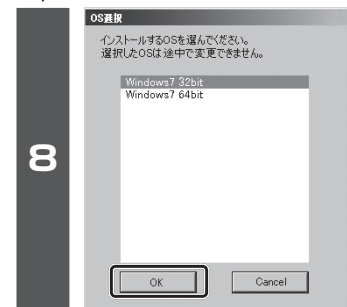 8
OS選択
インストールするOSを選んでください。
選択したOSは途中で変更できません。
Windows7 32bit
Windows7 64bit
OK
Cancel